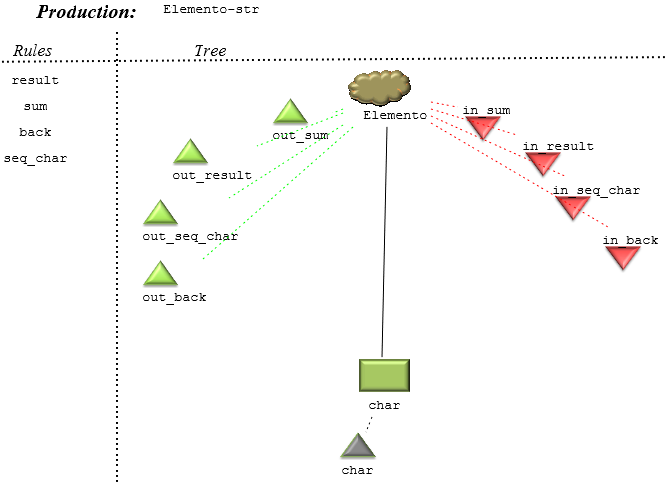 Production: Elemento-str
Rules Tree
result
sum
back
seq_char
Elemento
out_sum
out_result
out_seq_char
out_back
in_sum
in_result
in_seq_char
in_back
char
char